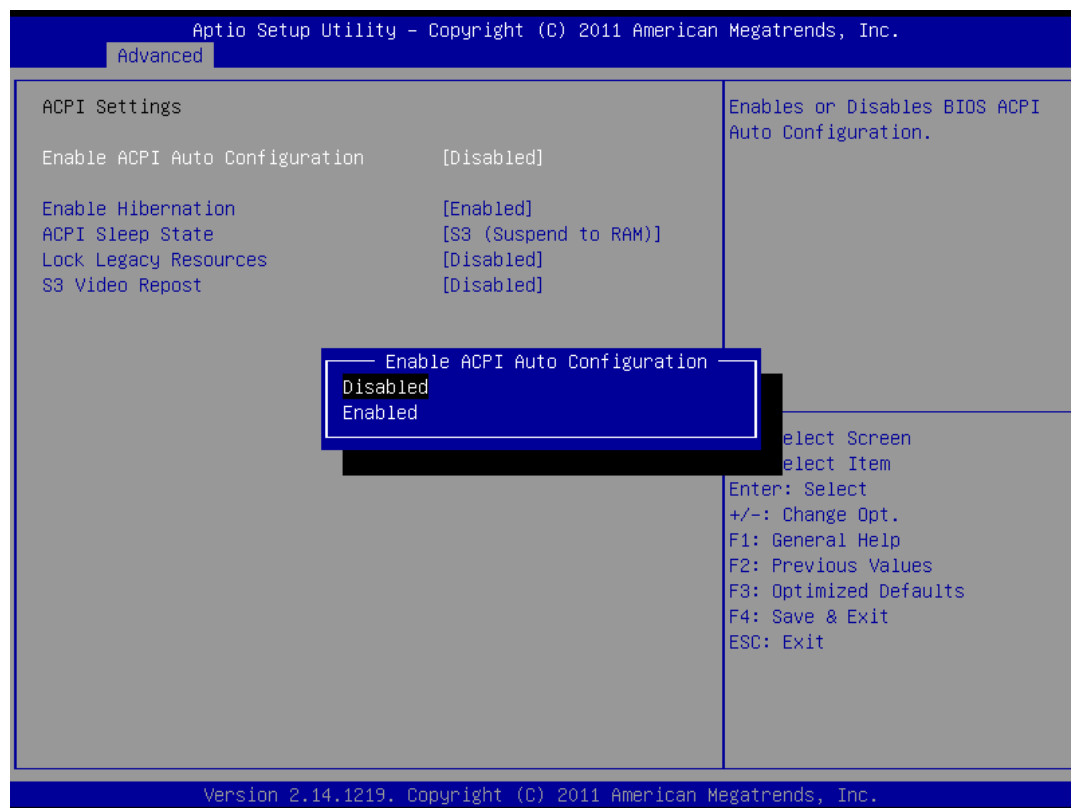 Aptio Setup Utility – Copyright (C) 2011 American Megatrends, Inc.
Advanced
ACPI Settings
Enable ACPI Auto Configuration [Disabled]
Enable Hibernation [Enabled]
ACPI Sleep State [S3 (Suspend to RAM)]
Lock Legacy Resources [Disabled]
S3 Video Repost [Disabled]
Enable ACPI Auto Configuration
Disabled
Enabled
Enables or Disables BIOS ACPI
Auto Configuration.
elect Screen
elect Item
Enter: Select
+/-: Change Opt.
F1: General Help
F2: Previous Values
F3: Optimized Defaults
F4: Save & Exit
ESC: Exit
Version 2.14.1219. Copyright (C) 2011 American Megatrends, Inc.